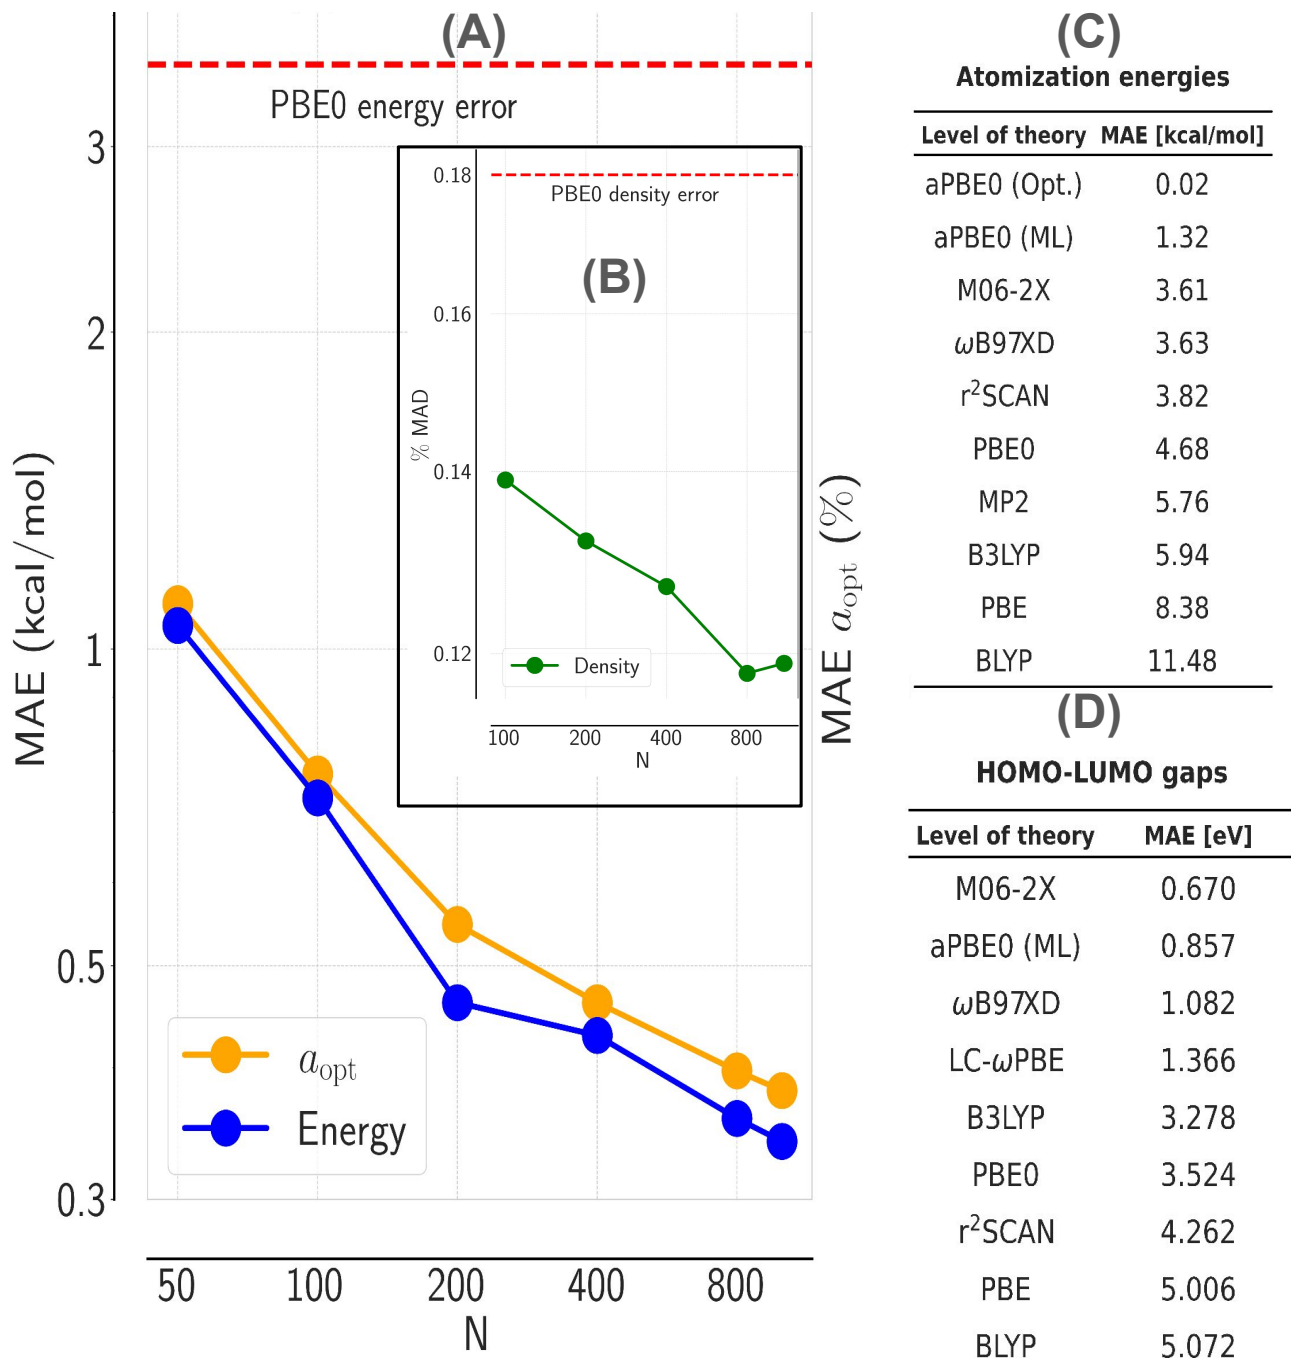 (A)
PBE0 energy error
MAE (kcal/mol)
3
2
1
0.5
0.3
50 100 200 400 800
N
a_opt
Energy
MAE a_opt (%)
(B)
PBE0 density error
% MAD
0.18
0.16
0.14
0.12
Density
100 200 400 800
N
(C)
Atomization energies
Level of theory MAE [kcal/mol]
aPBE0 (Opt.) 0.02
aPBE0 (ML) 1.32
M06-2X 3.61
ωB97XD 3.63
r²SCAN 3.82
PBE0 4.68
MP2 5.76
B3LYP 5.94
PBE 8.38
BLYP 11.48
(D)
HOMO-LUMO gaps
Level of theory MAE [eV]
M06-2X 0.670
aPBE0 (ML) 0.857
ωB97XD 1.082
LC-ωPBE 1.366
B3LYP 3.278
PBE0 3.524
r²SCAN 4.262
PBE 5.006
BLYP 5.072